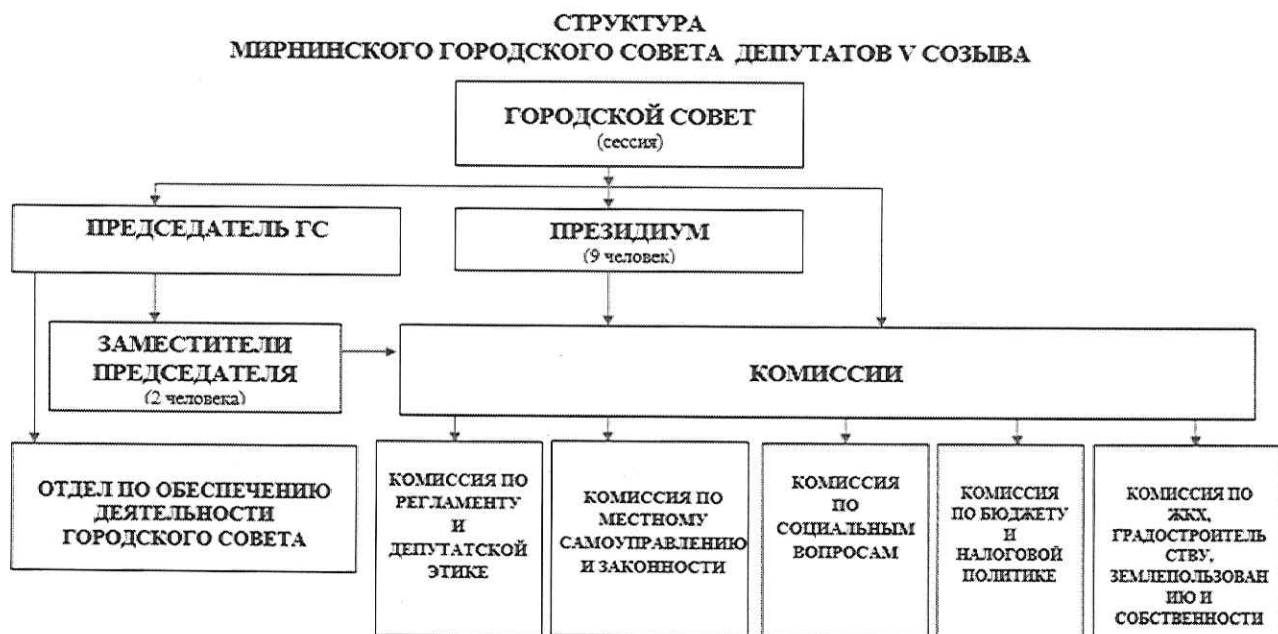 СТРУКТУРА
МИРНИНСКОГО ГОРОДСКОГО СОВЕТА ДЕПУТАТОВ V СОЗЫВА
ГОРОДСКОЙ СОВЕТ
(сессия)
ПРЕДСЕДАТЕЛЬ ГС
ПРЕЗИДИУМ
(9 человек)
ЗАМЕСТИТЕЛИ
ПРЕДСЕДАТЕЛЯ
(2 человека)
КОМИССИИ
ОТДЕЛ ПО ОБЕСПЕЧЕНИЮ
ДЕЯТЕЛЬНОСТИ
ГОРОДСКОГО СОВЕТА
КОМИССИЯ ПО
РЕГЛАМЕНТУ
И
ДЕПУТАТСКОЙ
ЭТИКЕ
КОМИССИЯ ПО
МЕСТНОМУ
САМОУПРАВЛЕНИЮ
И ЗАКОННОСТИ
КОМИССИЯ
ПО
СОЦИАЛЬНЫМ
ВОПРОСАМ
КОМИССИЯ
ПО БЮДЖЕТУ
И
НАЛОГОВОЙ
ПОЛИТИКЕ
КОМИССИЯ ПО
ЖКХ,
ГРАДОСТРОИТЕЛЬ
СТВУ,
ЗЕМЛЕПОЛЬЗОВАН
ИЮ И
СОБСТВЕННОСТИ